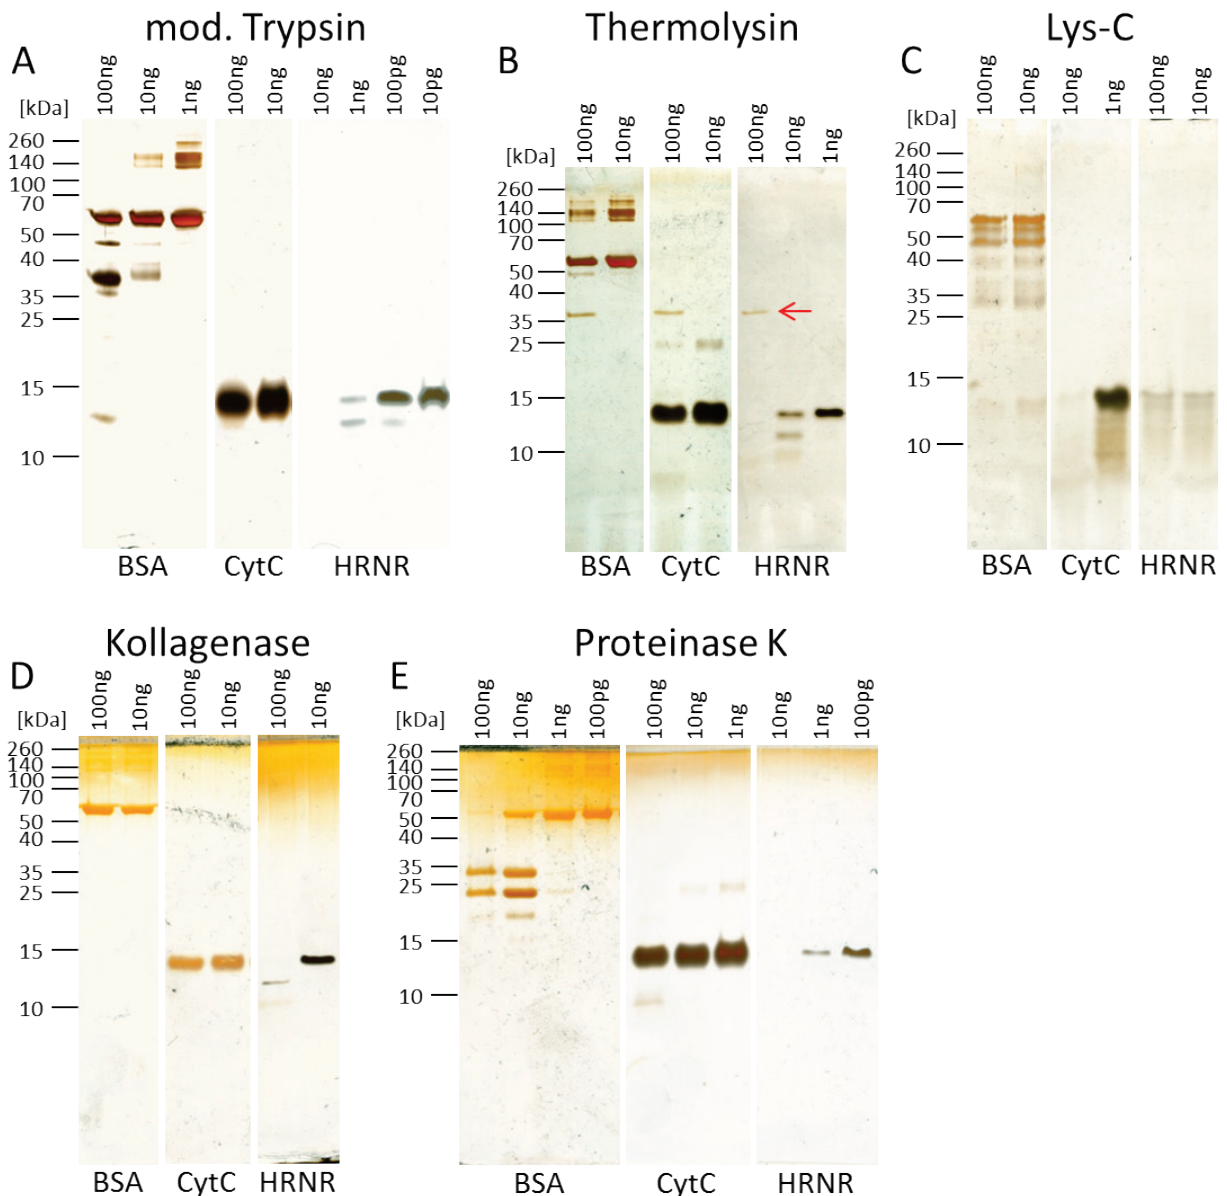 mod. Trypsin
A
100ng 10ng 1ng 100ng 10ng 10ng 1ng 100pg 10pg
[kDa]
260
140
100
70
50
40
35
25
15
10
BSA CytC HRNR
Thermolysin
B
100ng 10ng 100ng 10ng 100ng 10ng 1ng
[kDa]
260
140
100
70
50
40
35
25
15
10
BSA CytC HRNR
Lys-C
C
100ng 10ng 10ng 1ng 100ng 10ng
[kDa]
260
140
100
70
50
40
35
25
15
10
BSA CytC HRNR
Kollagenase
D
100ng 10ng 100ng 10ng 100ng 10ng
[kDa]
260
140
100
70
50
40
35
25
15
10
BSA CytC HRNR
Proteinase K
E
100ng 10ng 1ng 100pg 100ng 10ng 1ng 10ng 1ng 100pg
[kDa]
260
140
100
70
50
40
35
25
15
10
BSA CytC HRNR